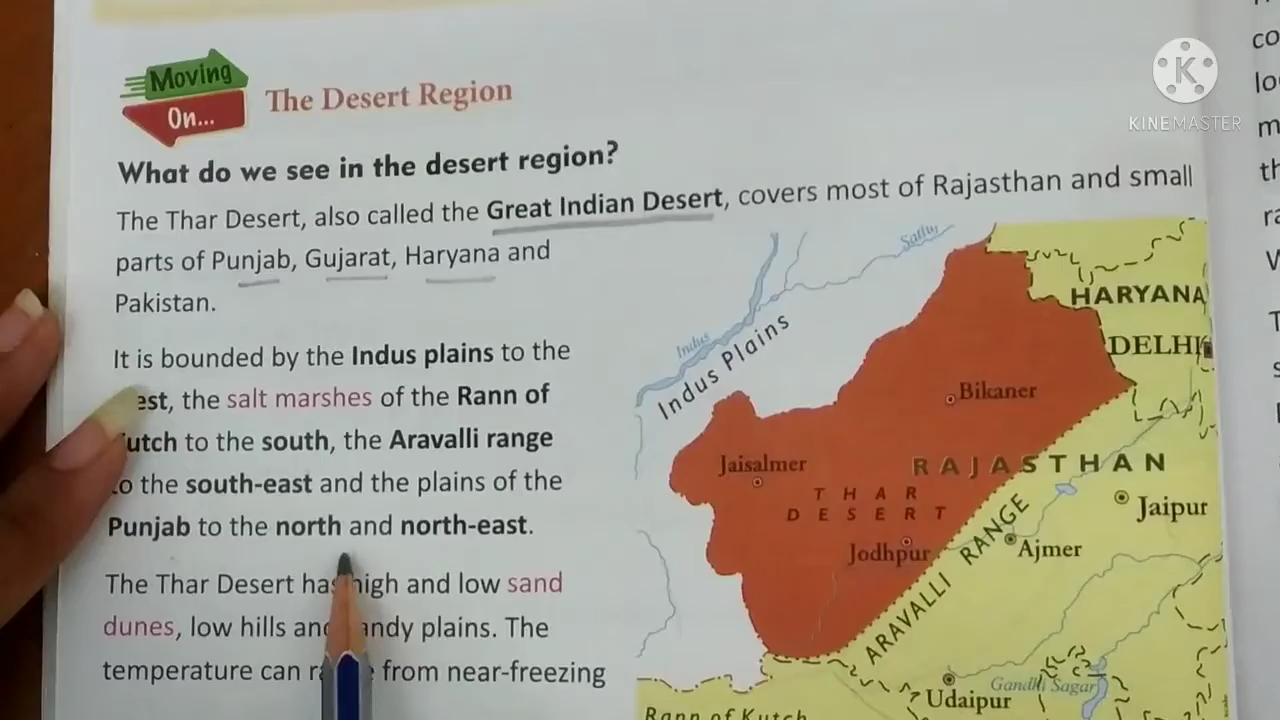 Moving
On...
The Desert Region
What do we see in the desert region?
The Thar Desert, also called the Great Indian Desert, covers most of Rajasthan and small
parts of Punjab, Gujarat, Haryana and
Pakistan.
It is bounded by the Indus plains to the
est, the salt marshes of the Rann of
utch to the south, the Aravalli range
to the south-east and the plains of the
Punjab to the north and north-east.
The Thar Desert has high and low sand
dunes, low hills and sandy plains. The
temperature can from near-freezing
Indus
Indus Plains
HARYANA
DELHI
Bikaner
Jaisalmer
RAJASTHAN
THAR
DESERT
Jodhpur
ARAVALLI RANGE
Ajmer
Jaipur
Udaipur
Gandhi Sagar
Rann of Kutch
KINEMASTER
co